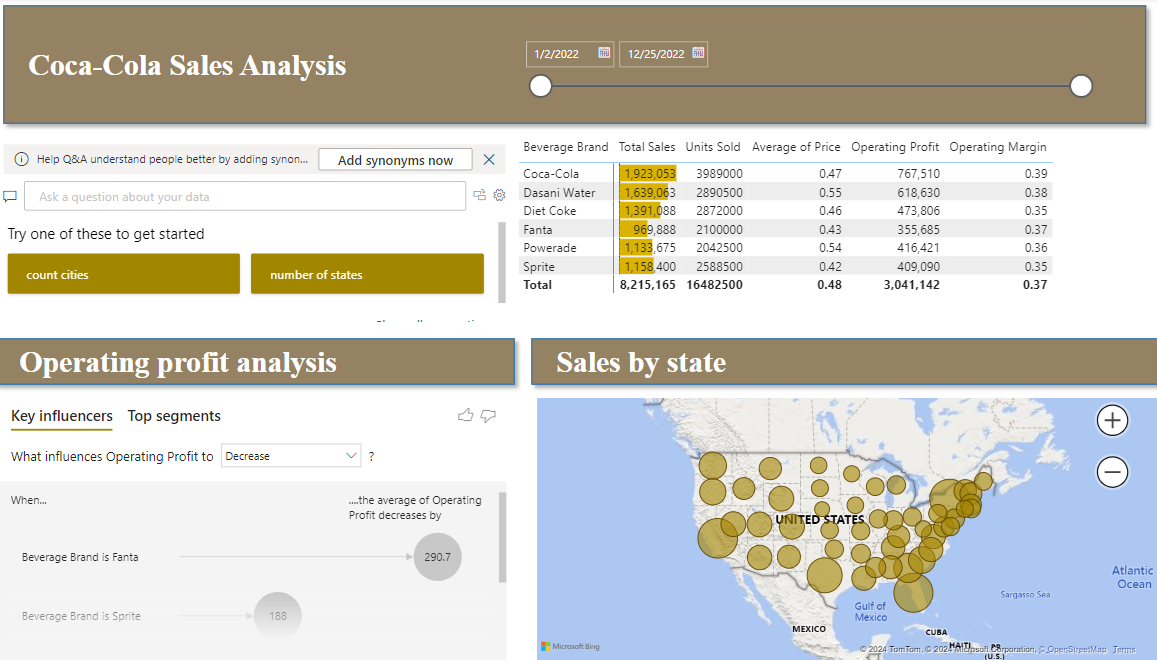 Coca-Cola Sales Analysis
1/2/2022
12/25/2022
Help Q&A understand people better by adding synon...
Add synonyms now
Ask a question about your data
Try one of these to get started
count cities
number of states
Beverage Brand Total Sales Units Sold Average of Price Operating Profit Operating Margin
Coca-Cola 1,923,053 3989000 0.47 767,510 0.39
Dasani Water 1,639,063 2890500 0.55 618,630 0.38
Diet Coke 1,391,088 2872000 0.46 473,806 0.35
Fanta 969,888 2100000 0.43 355,685 0.37
Powerade 1,133,675 2042500 0.54 416,421 0.36
Sprite 1,158,400 2588500 0.42 409,090 0.35
Total 8,215,165 16482500 0.48 3,041,142 0.37
Operating profit analysis
Key influencers Top segments
What influences Operating Profit to Decrease ?
When...
....the average of Operating
Profit decreases by
Beverage Brand is Fanta 290.7
Beverage Brand is Sprite 188
Sales by state
UNITED STATES
Atlantic
Ocean
Sargasso Sea
Gulf of
Mexico
MEXICO
CUBA
HAITI
PR
(U.S.)
Microsoft Bing
© 2024 TomTom, © 2024 Microsoft Corporation, © OpenStreetMap Terms